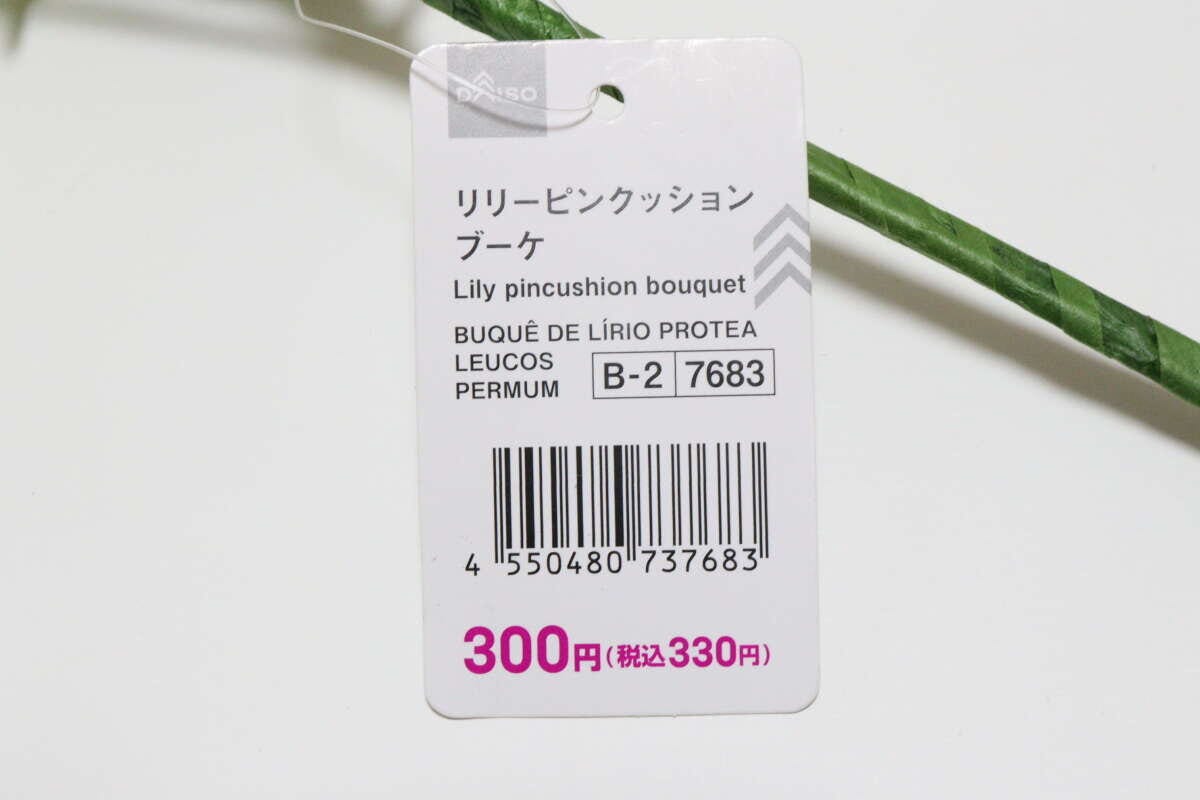 DAISO
リリーピンクッション
ブーケ
Lily pincushion bouquet
BUQUÊ DE LÍRIO PROTEA
LEUCOS
PERMUM
B-2 7683
4 550480 737683
300円(税込330円)